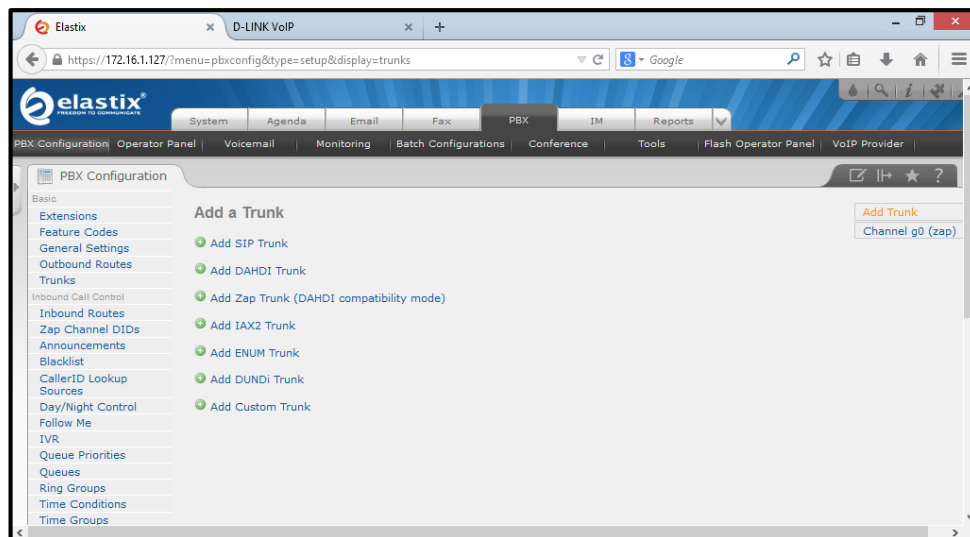 Elastix
D-LINK VoIP
https://172.16.1.127/?menu=pbxconfig&type=setup&display=trunks
Google
elastix®
FREEDOM TO COMMUNICATE
System
Agenda
Email
Fax
PBX
IM
Reports
PBX Configuration
Operator Panel
Voicemail
Monitoring
Batch Configurations
Conference
Tools
Flash Operator Panel
VoIP Provider
PBX Configuration
Basic
Extensions
Feature Codes
General Settings
Outbound Routes
Trunks
Inbound Call Control
Inbound Routes
Zap Channel DIDs
Announcements
Blacklist
CallerID Lookup
Sources
Day/Night Control
Follow Me
IVR
Queue Priorities
Queues
Ring Groups
Time Conditions
Time Groups
Add a Trunk
Add SIP Trunk
Add DAHDI Trunk
Add Zap Trunk (DAHDI compatibility mode)
Add IAX2 Trunk
Add ENUM Trunk
Add DUNDi Trunk
Add Custom Trunk
Add Trunk
Channel g0 (zap)